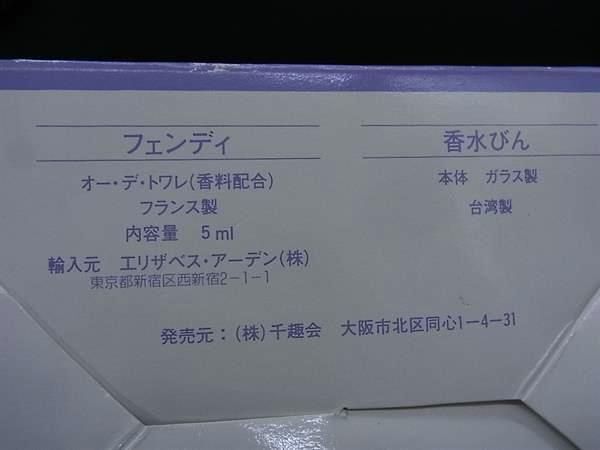 フェンディ
オー・デ・トワレ(香料配合)
フランス製
内容量 5ml
輸入元 エリザベス・アーデン(株)
東京都新宿区西新宿2-1-1
香水びん
本体 ガラス製
台湾製
発売元:(株)千趣会 大阪市北区同心1-4-31